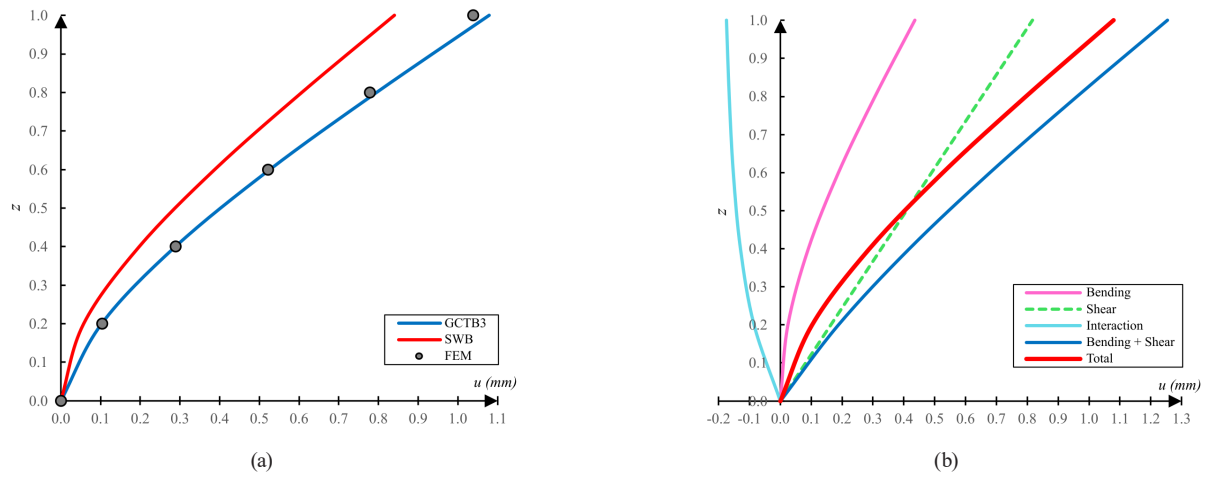 1.0
0.9
0.8
0.7
0.6
0.5
0.4
0.3
0.2
0.1
0.0
z
0.0 0.1 0.2 0.3 0.4 0.5 0.6 0.7 0.8 0.9 1.0 1.1
u (mm)
GCTB3
SWB
FEM
(a)
1.0
0.9
0.8
0.7
0.6
0.5
0.4
0.3
0.2
0.1
0.0
z
-0.2 -0.1 0.0 0.1 0.2 0.3 0.4 0.5 0.6 0.7 0.8 0.9 1.0 1.1 1.2 1.3
u (mm)
Bending
Shear
Interaction
Bending + Shear
Total
(b)